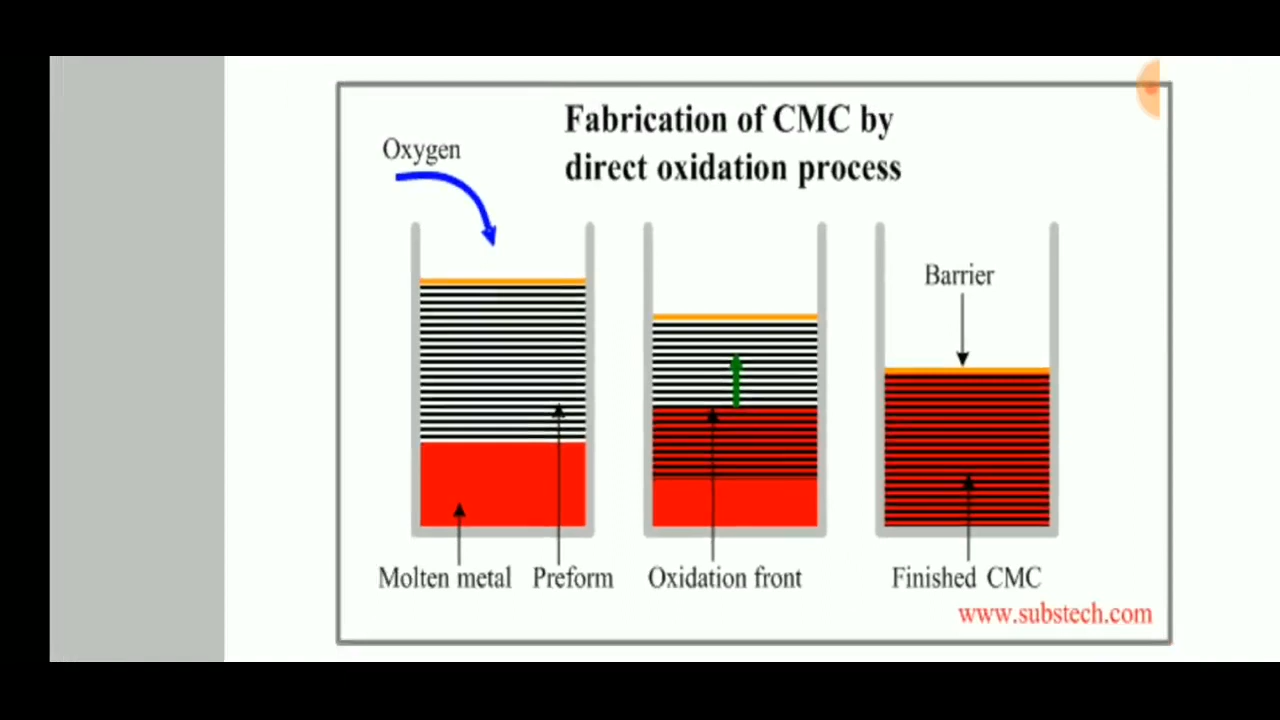 Fabrication of CMC by
direct oxidation process
Oxygen
Barrier
Molten metal
Preform
Oxidation front
Finished CMC
www.substech.com